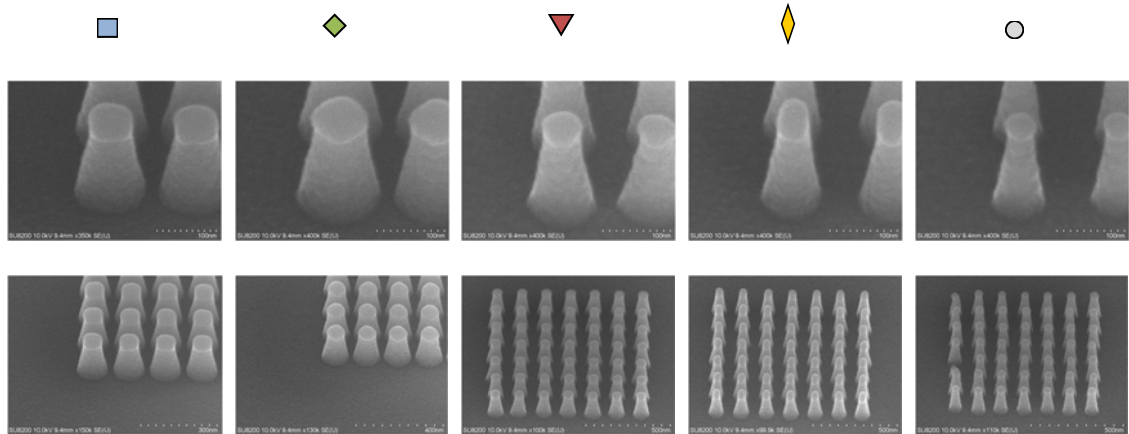 SU8200 10.0kV 9.4mm x350k SE(U) 100nm
SU8200 10.0kV 9.4mm x400k SE(U) 100nm
SU8200 10.0kV 9.4mm x400k SE(U) 100nm
SU8200 10.0kV 9.4mm x400k SE(U) 100nm
SU8200 10.0kV 9.4mm x400k SE(U) 100nm
SU8200 10.0kV 9.4mm x150k SE(U) 300nm
SU8200 10.0kV 9.4mm x130k SE(U) 400nm
SU8200 10.0kV 9.4mm x100k SE(U) 500nm
SU8200 10.0kV 9.4mm SE(U) 500nm
SU8200 10.0kV 9.4mm x110k SE(U) 500nm